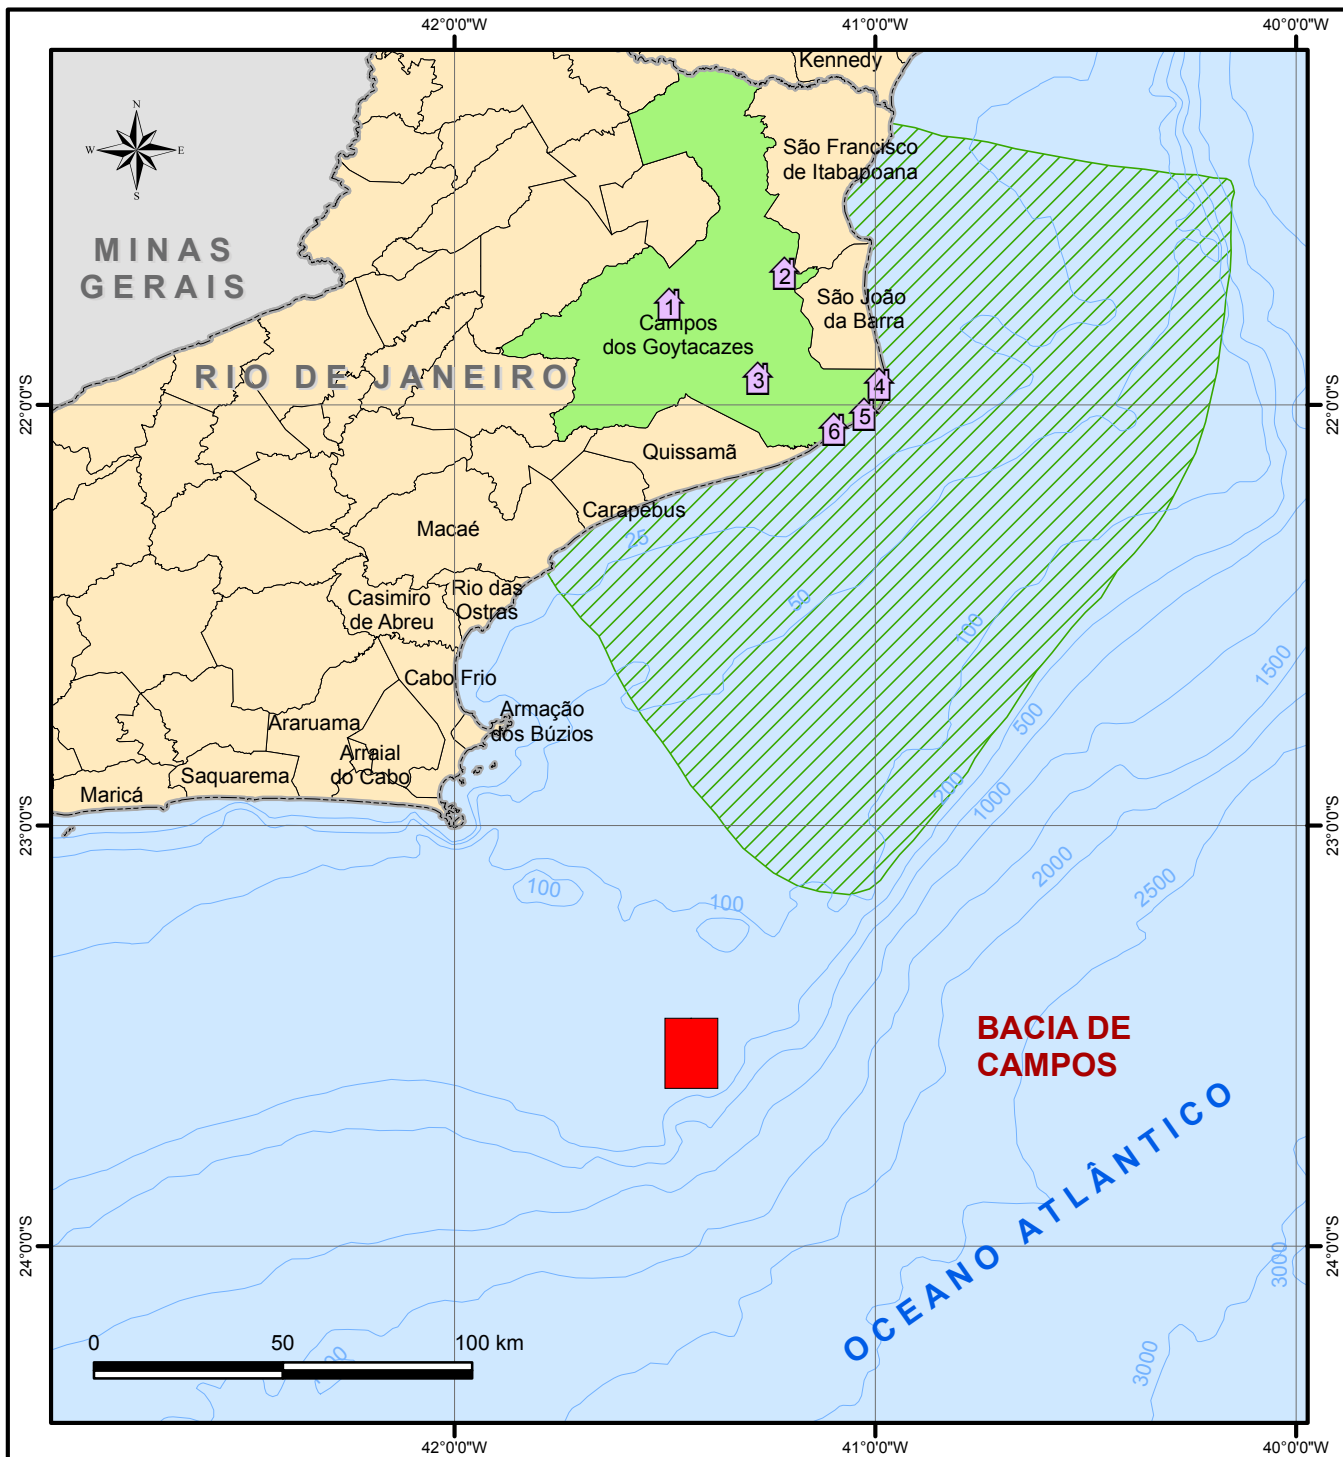 42°0'0"W
41°0'0"W
40°0'0"W
Kennedy
N
W
E
S
São Francisco
de Itabapoana
MINAS
GERAIS
2
1
São João
da Barra
Campos
dos Goytacazes
RIO DE JANEIRO
3
4
22°0'0"S
22°0'0"S
5
6
Quissamã
Carapebus
Macaé
25
Rio das
Ostras
Casimiro
de Abreu
50
100
1500
Cabo Frio
Armação
dos Búzios
Araruama
500
Arraial
do Cabo
Saquarema
Maricá
200
1000
23°0'0"S
23°0'0"S
2000
2500
100
100
BACIA DE
CAMPOS
OCEANO ATLÂNTICO
24°0'0"S
24°0'0"S
3000
3000
0
50
100 km
42°0'0"W
41°0'0"W
40°0'0"W